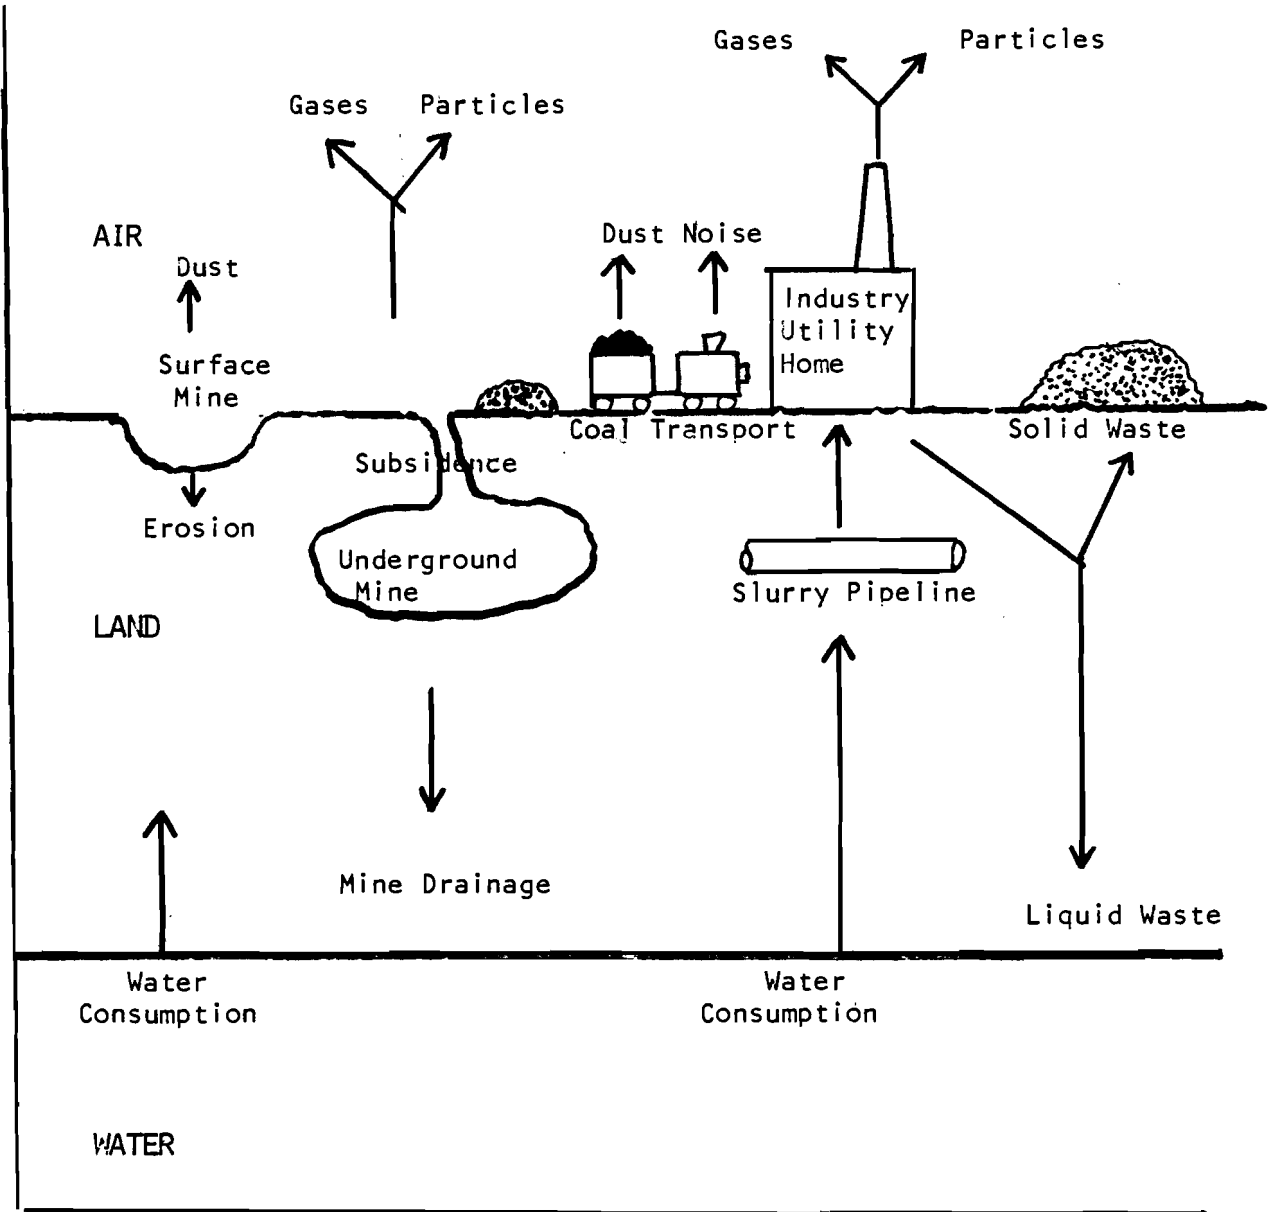 Gases Particles
Gases Particles
AIR
Dust Noise
Dust
Industry
Utility
Home
Surface
Mine
Coal Transport
Solid Waste
Subsidence
Erosion
Underground
Mine
Slurry Pipeline
LAND
Mine Drainage
Liquid Waste
Water
Consumption
Water
Consumption
WATER